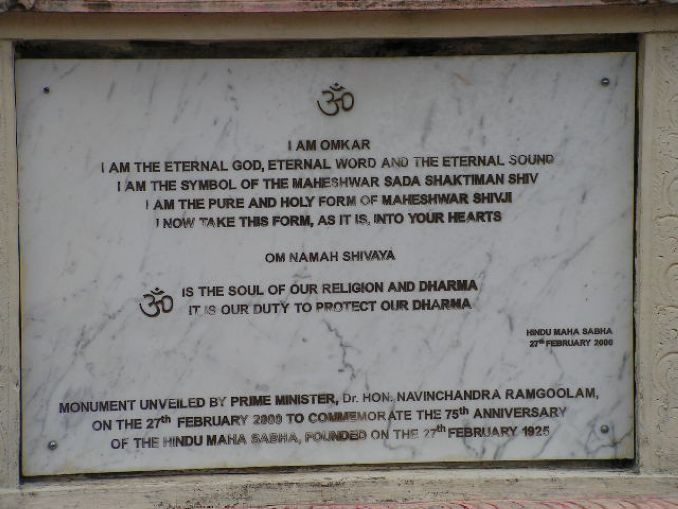 ॐ
I AM OMKAR
I AM THE ETERNAL GOD, ETERNAL WORD AND THE ETERNAL SOUND
I AM THE SYMBOL OF THE MAHESHWAR SADA SHAKTIMAN SHIV
I AM THE PURE AND HOLY FORM OF MAHESHWAR SHIVJI
I NOW TAKE THIS FORM, AS IT IS, INTO YOUR HEARTS
OM NAMAH SHIVAYA
ॐ IS THE SOUL OF OUR RELIGION AND DHARMA
IT IS OUR DUTY TO PROTECT OUR DHARMA
HINDU MAHA SABHA
27th FEBRUARY 2000
MONUMENT UNVEILED BY PRIME MINISTER, Dr. HON. NAVINCHANDRA RAMGOOLAM,
ON THE 27th FEBRUARY 2000 TO COMMEMORATE THE 75th ANNIVERSARY
OF THE HINDU MAHA SABHA, FOUNDED ON THE 27th FEBRUARY 1925